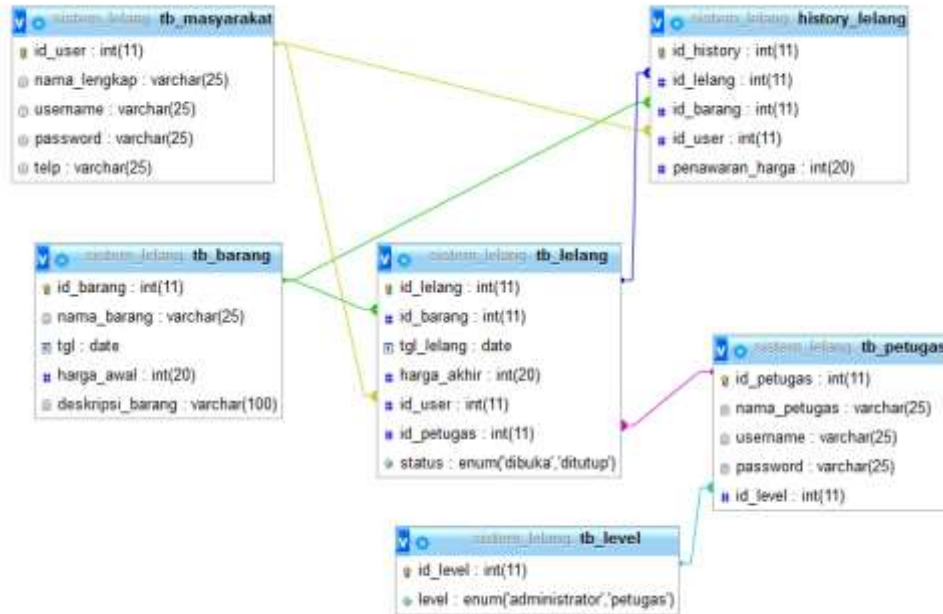 sistem_lelang tb_masyarakat
id_user : int(11)
nama_lengkap : varchar(25)
username : varchar(25)
password : varchar(25)
telp : varchar(25)
sistem_lelang history_lelang
id_history : int(11)
id_lelang : int(11)
id_barang : int(11)
id_user : int(11)
penawaran_harga : int(20)
sistem_lelang tb_barang
id_barang : int(11)
nama_barang : varchar(25)
tgl : date
harga_awal : int(20)
deskripsi_barang : varchar(100)
sistem_lelang tb_lelang
id_lelang : int(11)
id_barang : int(11)
tgl_lelang : date
harga_akhir : int(20)
id_user : int(11)
id_petugas : int(11)
status : enum('dibuka','ditutup')
sistem_lelang tb_petugas
id_petugas : int(11)
nama_petugas : varchar(25)
username : varchar(25)
password : varchar(25)
id_level : int(11)
sistem_lelang tb_level
id_level : int(11)
level : enum('administrator','petugas')